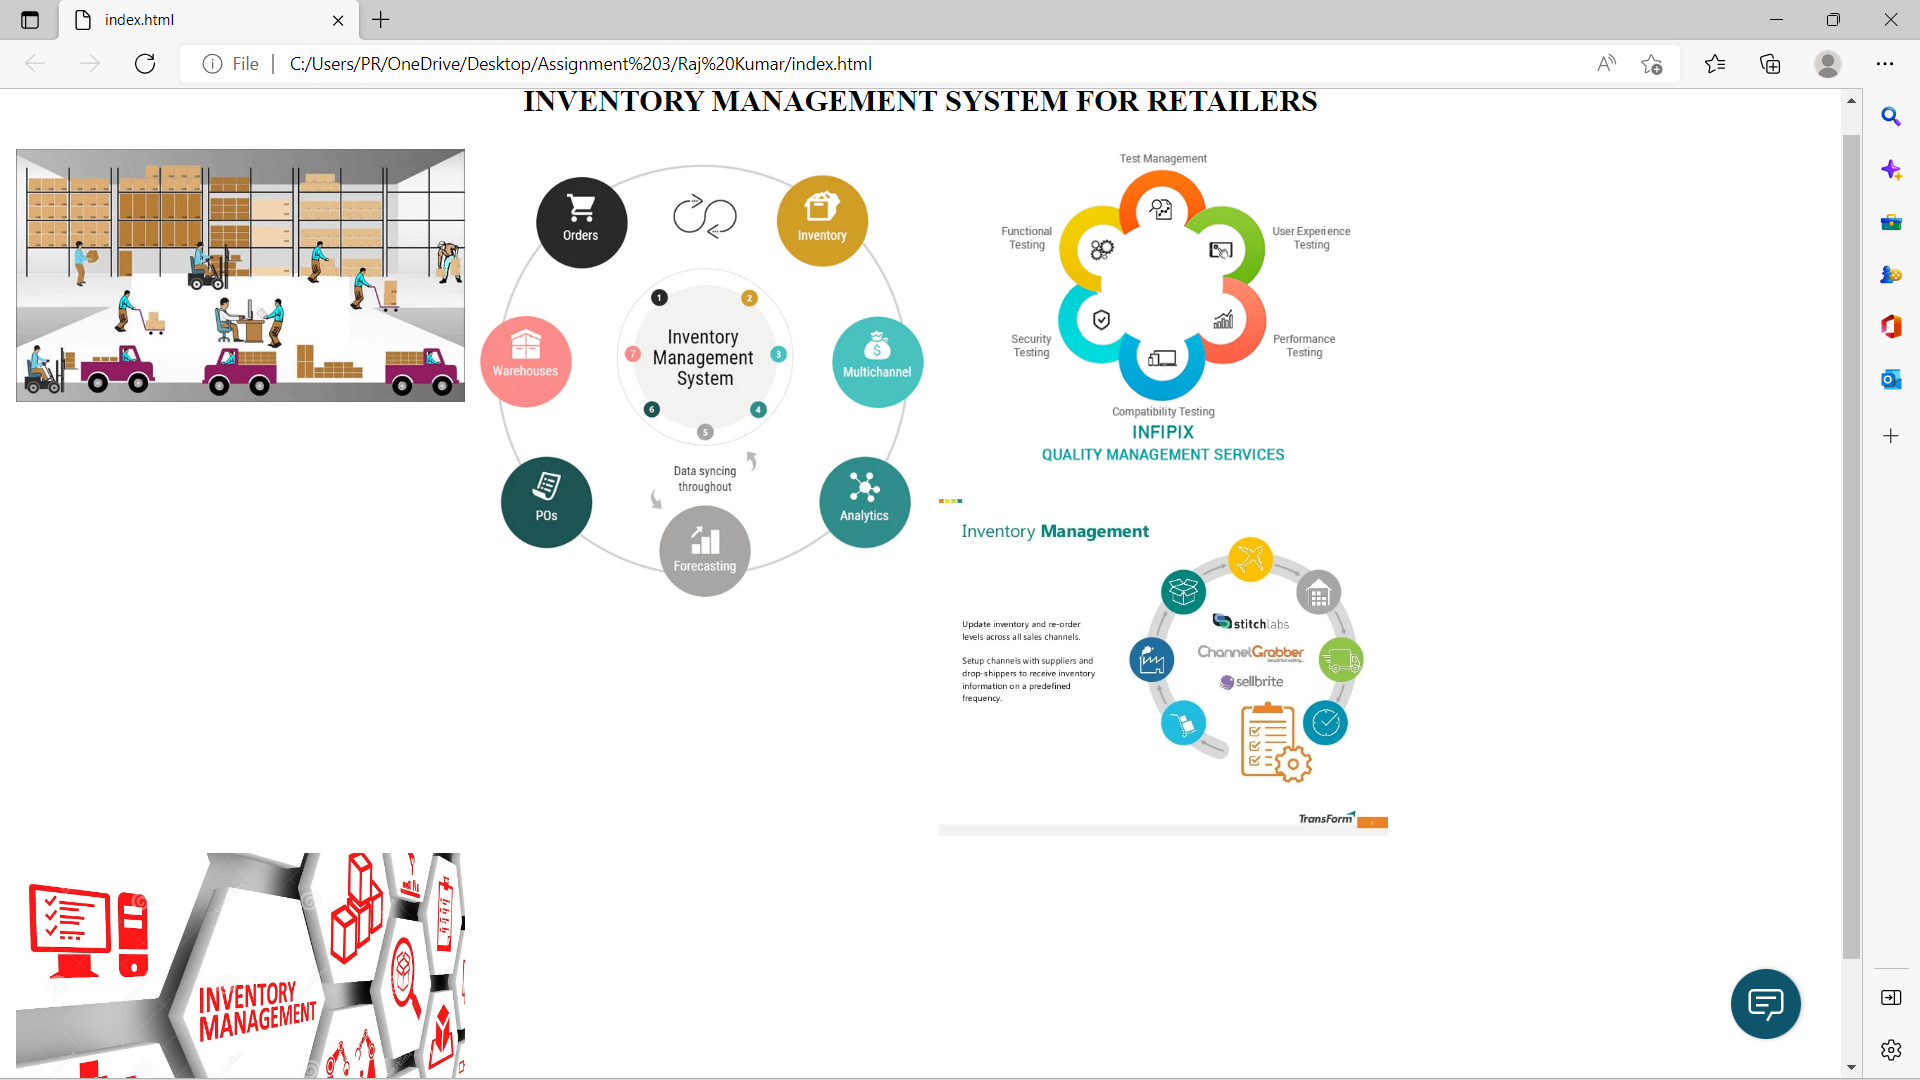 index.html
File
C:/Users/PR/OneDrive/Desktop/Assignment%203/Raj%20Kumar/index.html
INVENTORY MANAGEMENT SYSTEM FOR RETAILERS
Orders
Inventory
Warehouses
Multichannel
1
2
3
4
5
6
7
Inventory
Management
System
Data syncing
throughout
POs
Analytics
Forecasting
Test Management
Functional
Testing
User Experience
Testing
Security
Testing
Performance
Testing
Compatibility Testing
INFIPIX
QUALITY MANAGEMENT SERVICES
Inventory Management
Update inventory and re-order
levels across all sales channels.
Setup channels with suppliers and
drop-shippers to receive inventory
information on a predefined
frequency.
stitchlabs
ChannelGrabber
sellbrite
TransForm
INVENTORY
MANAGEMENT